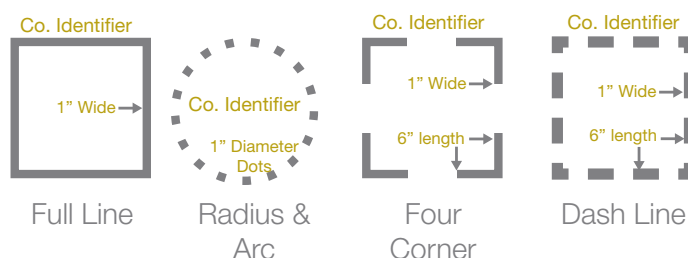 Co. Identifier
1” Wide
Full Line
Co. Identifier
1” Diameter
Dots
Radius &
Arc
Co. Identifier
1” Wide
6” length
Four
Corner
Co. Identifier
1” Wide
6” length
Dash Line